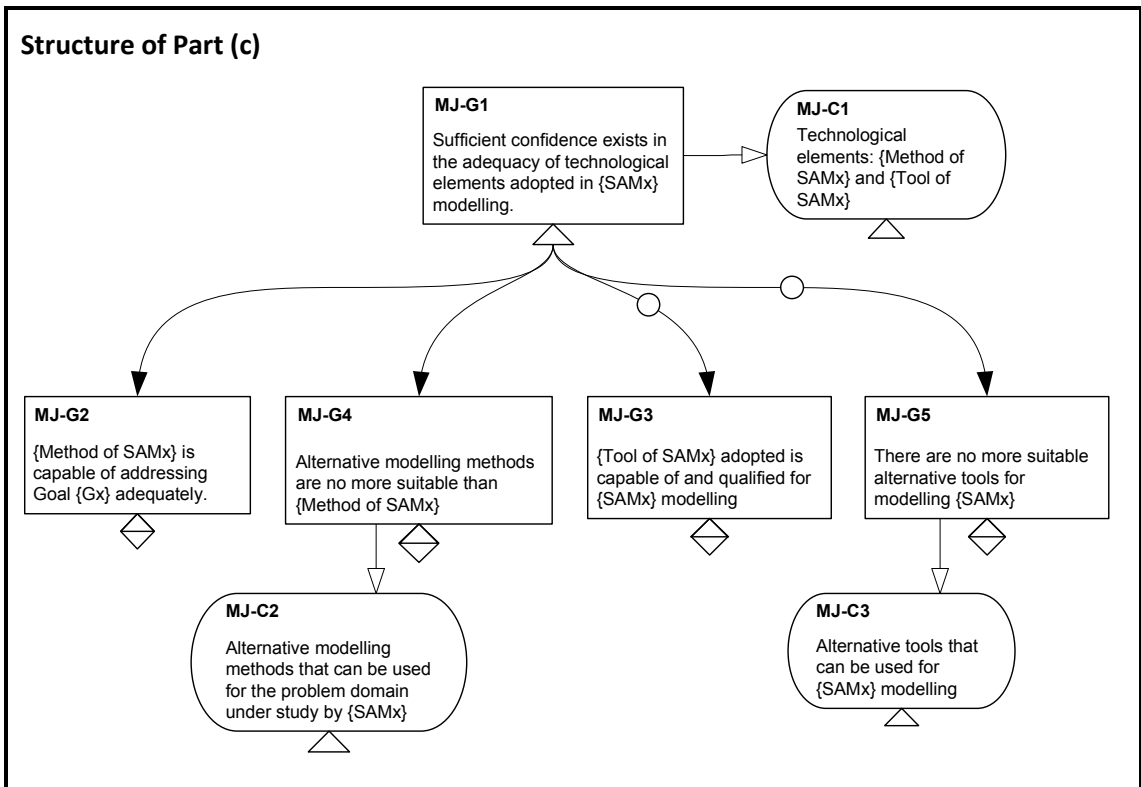 Structure of Part (c)
MJ-G1
Sufficient confidence exists in
the adequacy of technological
elements adopted in {SAMx}
modelling.
MJ-C1
Technological
elements: {Method of
SAMx} and {Tool of
SAMx}
MJ-G2
{Method of SAMx} is
capable of addressing
Goal {Gx} adequately.
MJ-G4
Alternative modelling methods
are no more suitable than
{Method of SAMx}
MJ-G3
{Tool of SAMx} adopted is
capable of and qualified for
{SAMx} modelling
MJ-G5
There are no more suitable
alternative tools for
modelling {SAMx}
MJ-C2
Alternative modelling
methods that can be used
for the problem domain
under study by {SAMx}
MJ-C3
Alternative tools that
can be used for
{SAMx} modelling